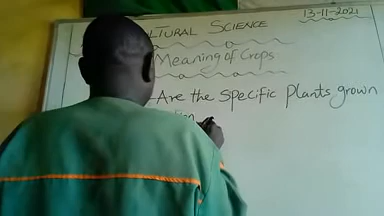 13-11-2021
LTURAL SCIENCE
Meaning of Crops
Are the specific plants grown